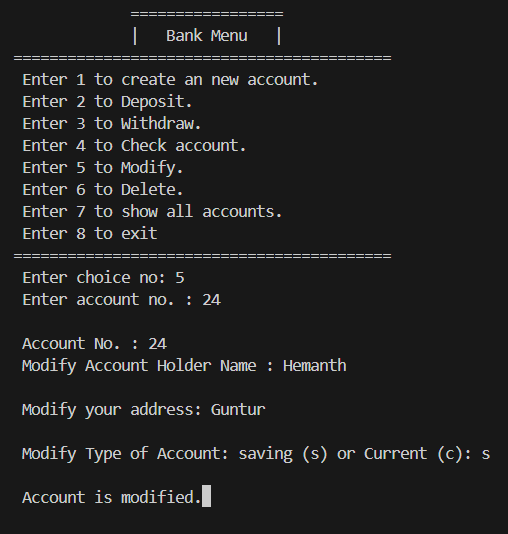 =================
|   Bank Menu   |
==========================================
Enter 1 to create an new account.
Enter 2 to Deposit.
Enter 3 to Withdraw.
Enter 4 to Check account.
Enter 5 to Modify.
Enter 6 to Delete.
Enter 7 to show all accounts.
Enter 8 to exit
==========================================
Enter choice no: 5
Enter account no. : 24
Account No. : 24
Modify Account Holder Name : Hemanth
Modify your address: Guntur
Modify Type of Account: saving (s) or Current (c): s
Account is modified.